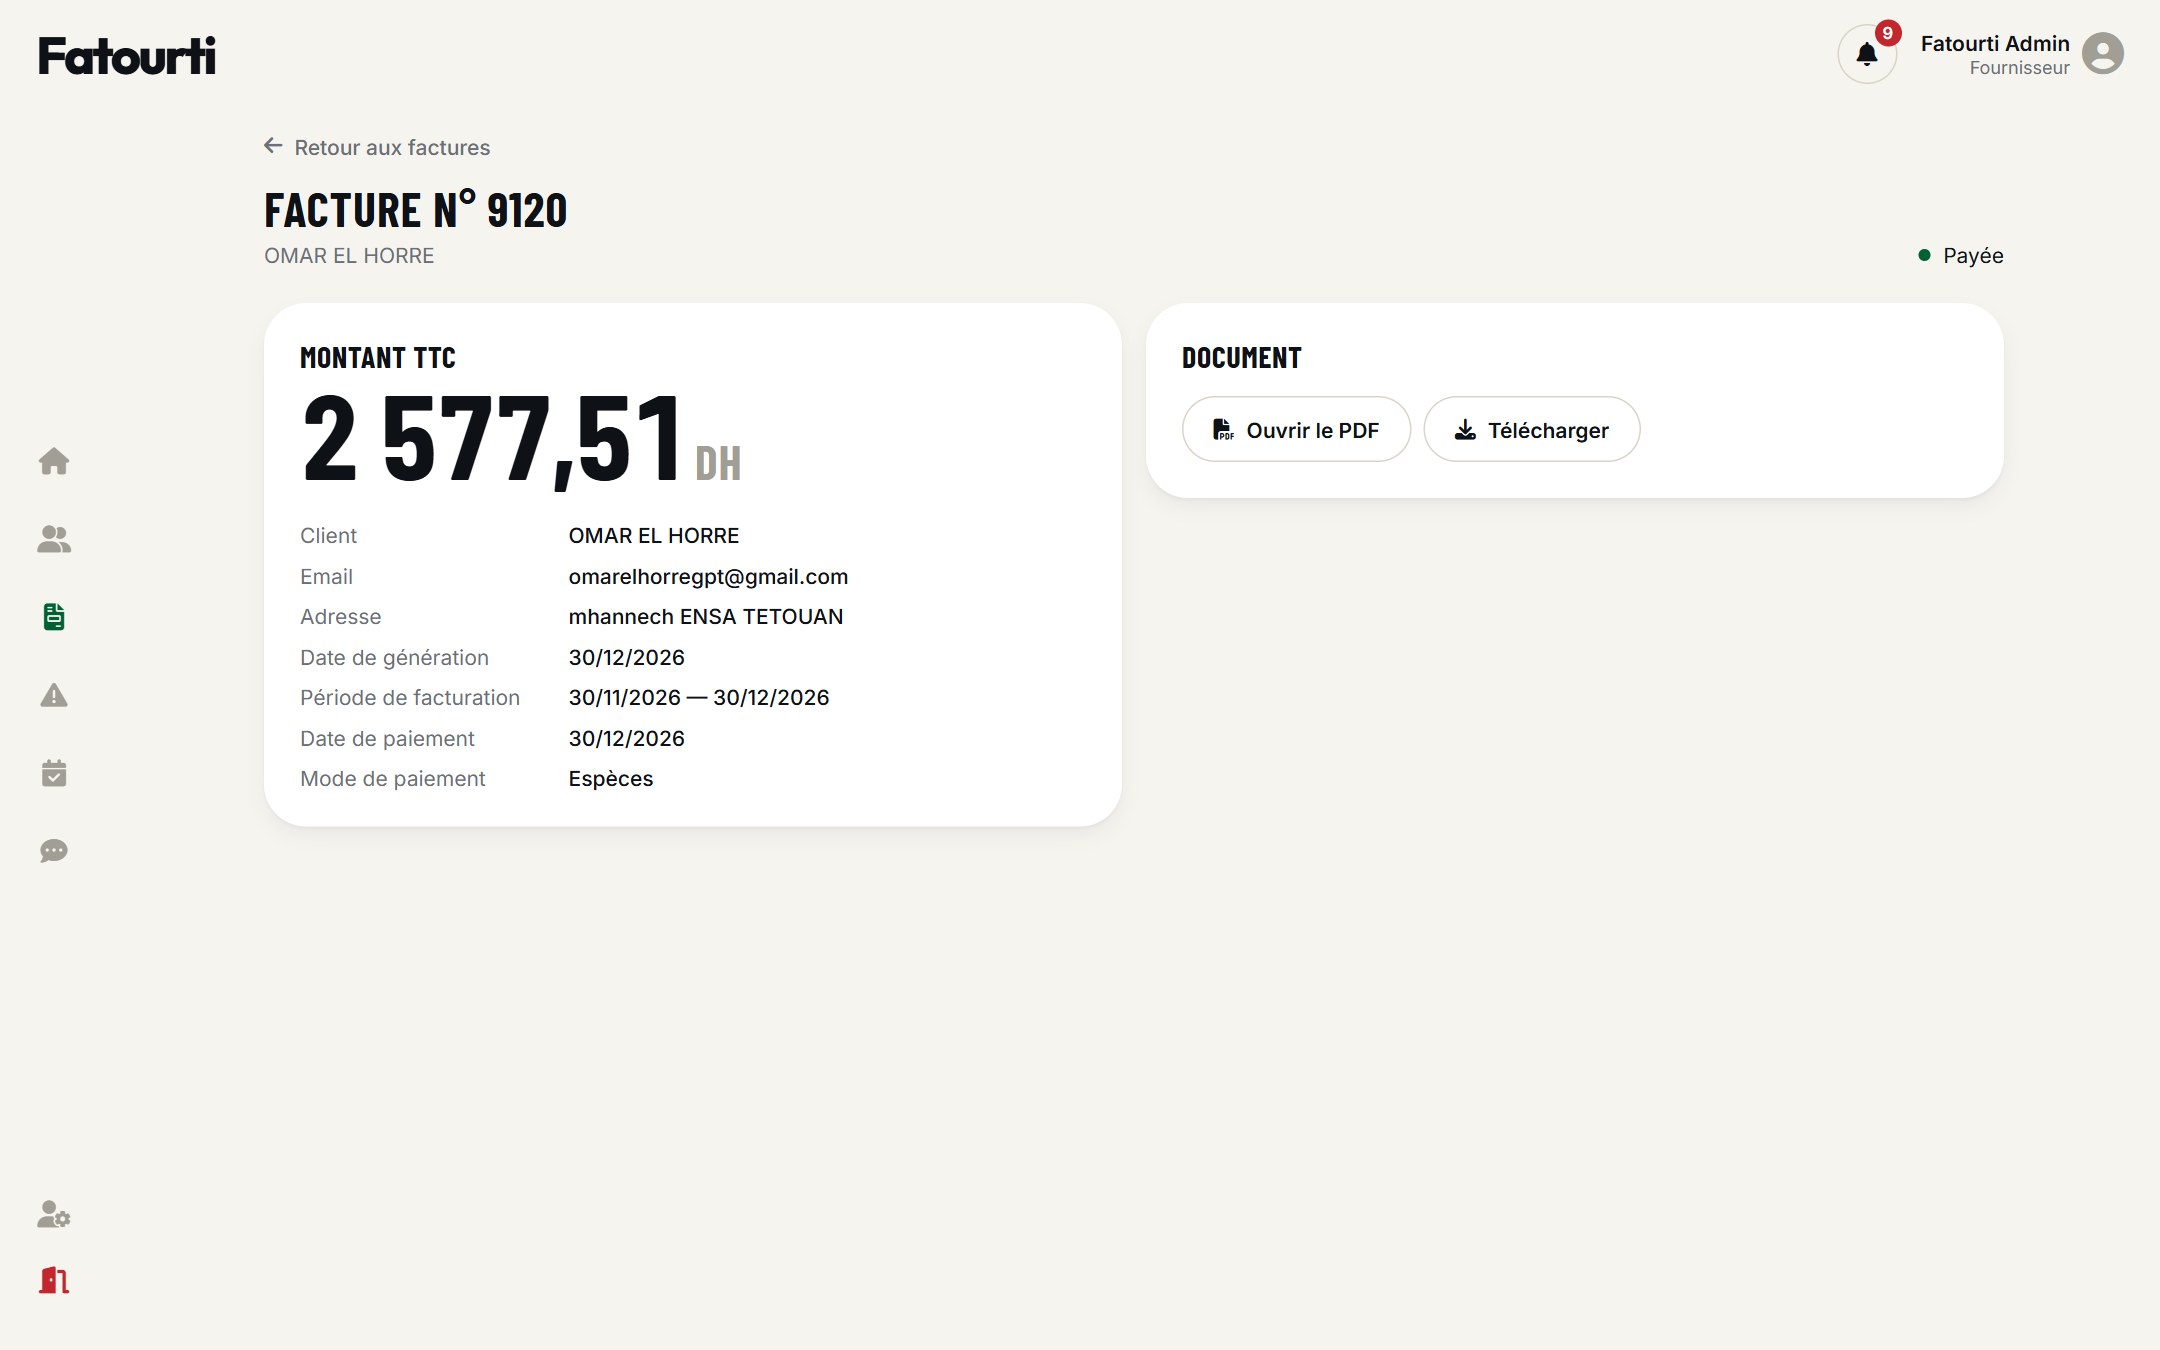 Fatourti
9
Fatourti Admin
Fournisseur
Retour aux factures
FACTURE N° 9120
OMAR EL HORRE
Payée
MONTANT TTC
2 577,51 DH
Client OMAR EL HORRE
Email omarelhorregpt@gmail.com
Adresse mhannech ENSA TETOUAN
Date de génération 30/12/2026
Période de facturation 30/11/2026 — 30/12/2026
Date de paiement 30/12/2026
Mode de paiement Espèces
DOCUMENT
PDF Ouvrir le PDF
Télécharger